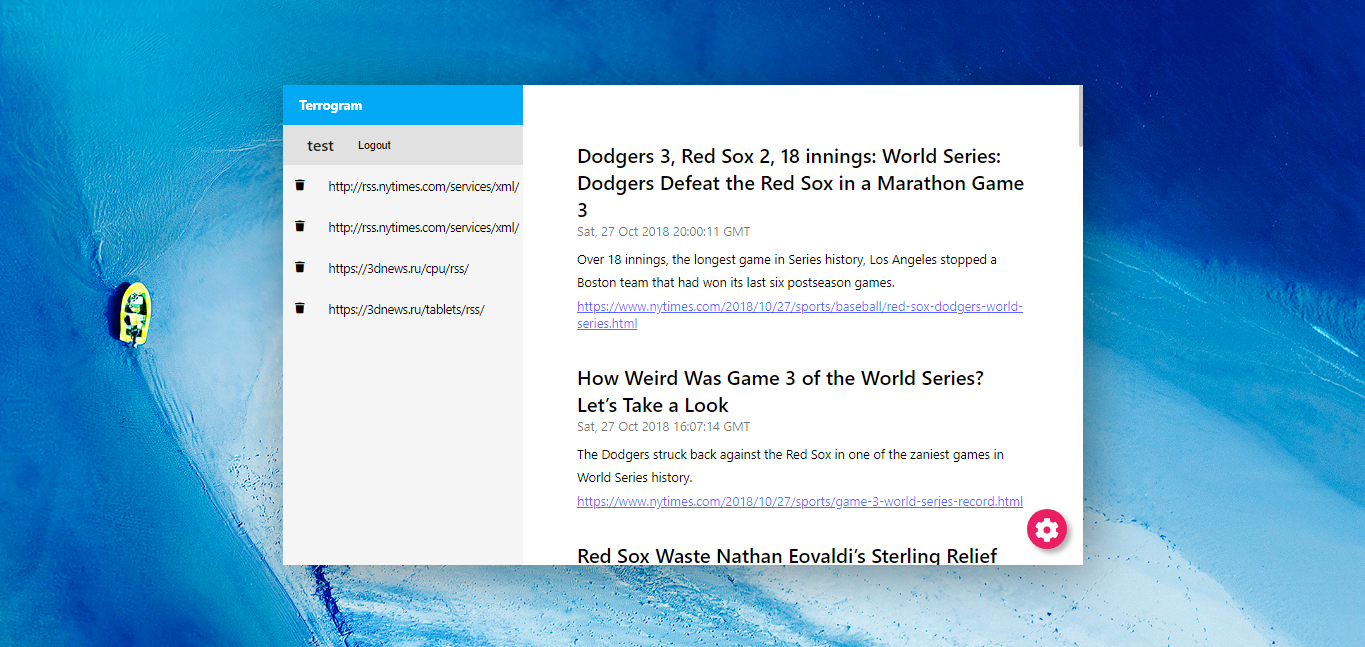 Terrogram
test Logout
http://rss.nytimes.com/services/xml/
http://rss.nytimes.com/services/xml/
https://3dnews.ru/cpu/rss/
https://3dnews.ru/tablets/rss/
Dodgers 3, Red Sox 2, 18 innings: World Series:
Dodgers Defeat the Red Sox in a Marathon Game
3
Sat, 27 Oct 2018 20:00:11 GMT
Over 18 innings, the longest game in Series history, Los Angeles stopped a
Boston team that had won its last six postseason games.
https://www.nytimes.com/2018/10/27/sports/baseball/red-sox-dodgers-world-
series.html
How Weird Was Game 3 of the World Series?
Let’s Take a Look
Sat, 27 Oct 2018 16:07:14 GMT
The Dodgers struck back against the Red Sox in one of the zaniest games in
World Series history.
https://www.nytimes.com/2018/10/27/sports/game-3-world-series-record.html
Red Sox Waste Nathan Eovaldi’s Sterling Relief